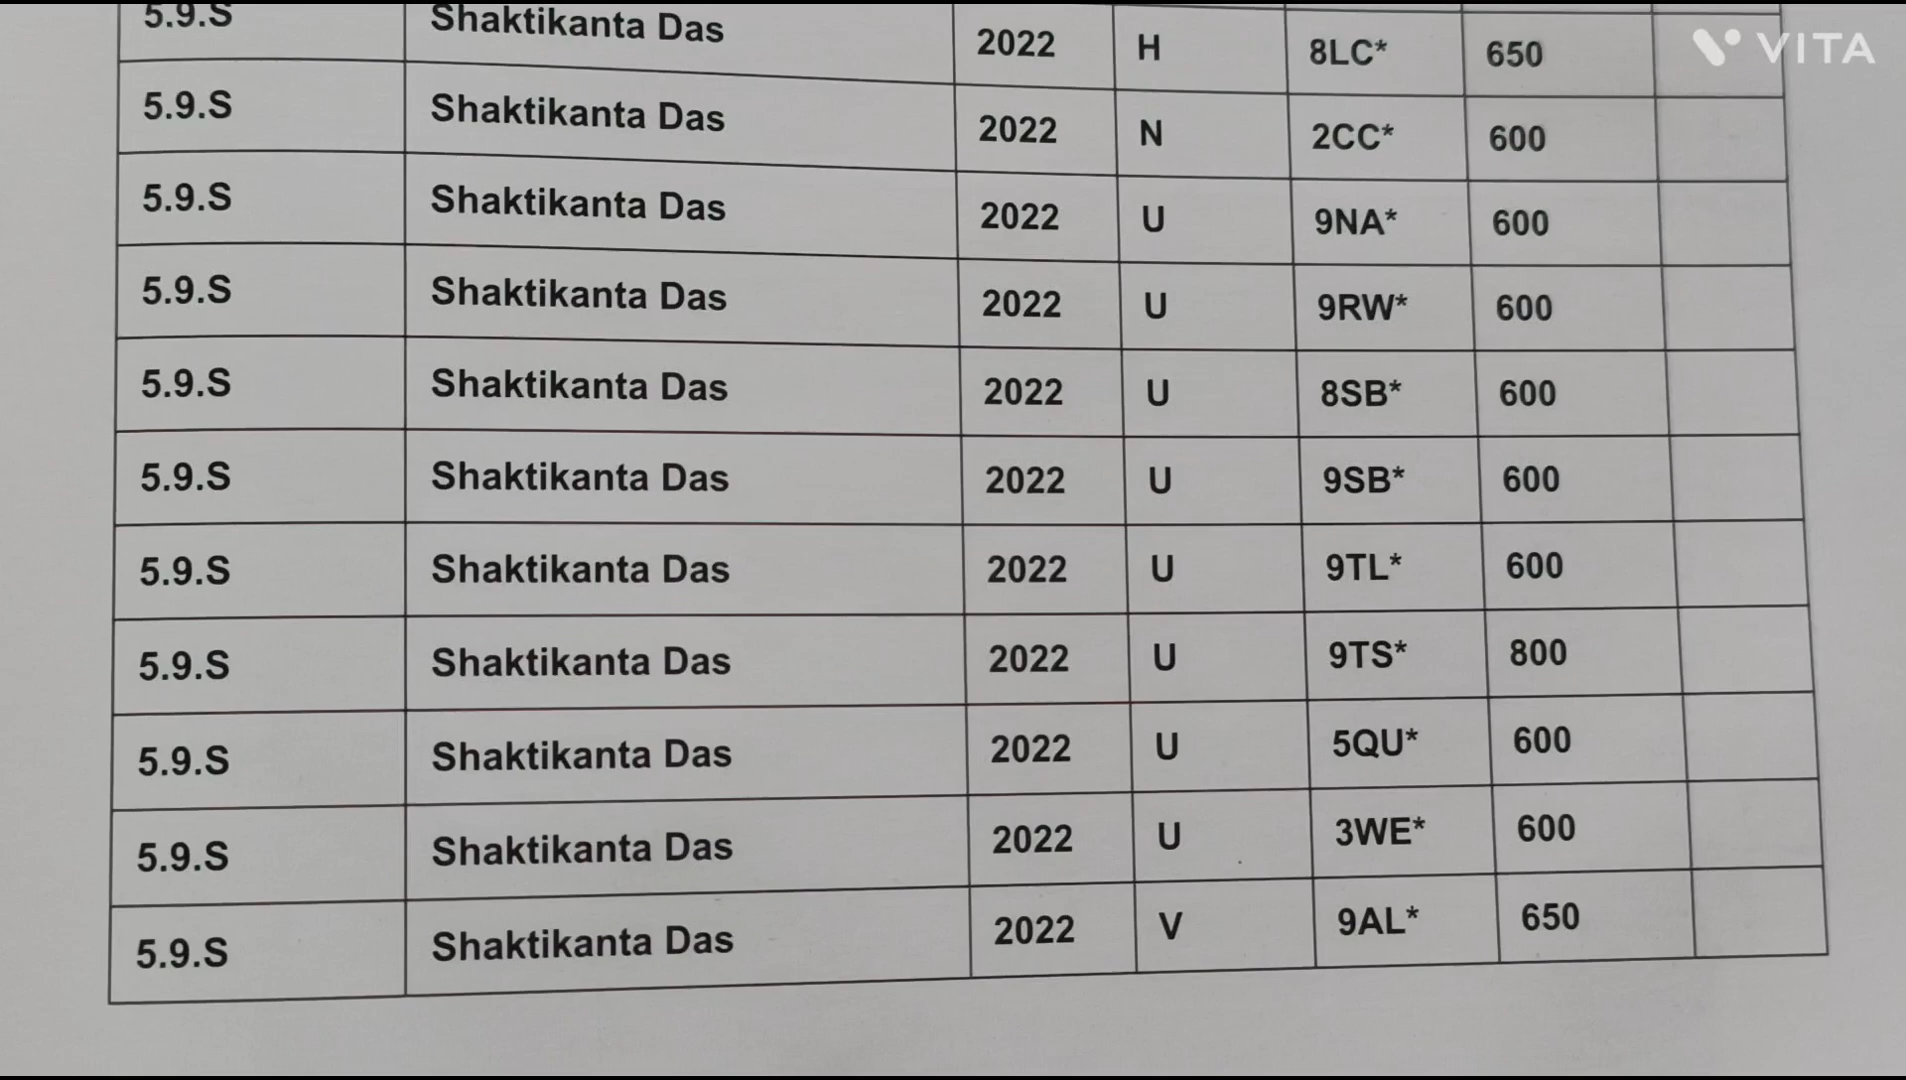 VITA
5.9.S Shaktikanta Das 2022 H 8LC* 650
5.9.S Shaktikanta Das 2022 N 2CC* 600
5.9.S Shaktikanta Das 2022 U 9NA* 600
5.9.S Shaktikanta Das 2022 U 9RW* 600
5.9.S Shaktikanta Das 2022 U 8SB* 600
5.9.S Shaktikanta Das 2022 U 9SB* 600
5.9.S Shaktikanta Das 2022 U 9TL* 600
5.9.S Shaktikanta Das 2022 U 9TS* 800
5.9.S Shaktikanta Das 2022 U 5QU* 600
5.9.S Shaktikanta Das 2022 U 3WE* 600
5.9.S Shaktikanta Das 2022 V 9AL* 650